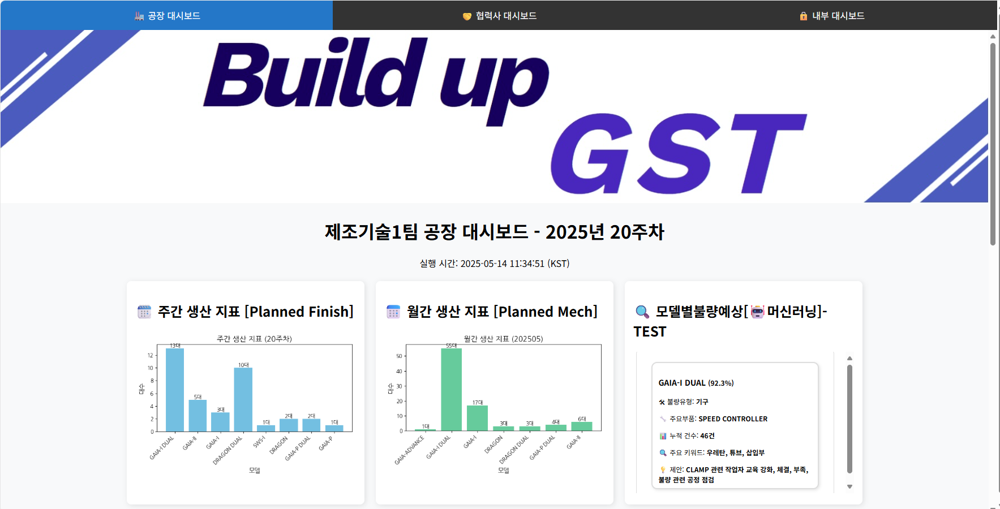 공장 대시보드
협력사 대시보드
내부 대시보드
Build up
GST
제조기술1팀 공장 대시보드 - 2025년 20주차
실행 시간: 2025-05-14 11:34:51 (KST)
주간 생산 지표 [Planned Finish]
주간 생산 지표 (20주차)
대수
12
10
8
6
4
2
0
13대
5대
3대
10대
1대
2대
2대
1대
GAIA-I DUAL
GAIA-II
GAIA-I
DRAGON DUAL
SWS-I
DRAGON
GAIA-P DUAL
GAIA-P
모델
월간 생산 지표 [Planned Mech]
월간 생산 지표 (202505)
대수
50
40
30
20
10
0
1대
55대
17대
3대
3대
4대
6대
GAIA-ADVANCE
GAIA-I DUAL
GAIA-I
DRAGON
DRAGON DUAL
GAIA-P DUAL
GAIA-II
모델
모델별불량예상[머신러닝]-
TEST
GAIA-I DUAL (92.3%)
불량유형: 기구
주요부품: SPEED CONTROLLER
누적 건수: 46건
주요 키워드: 우레탄, 튜브, 삽입부
제안: CLAMP 관련 작업자 교육 강화, 체결, 부족,
불량 관련 공정 점검